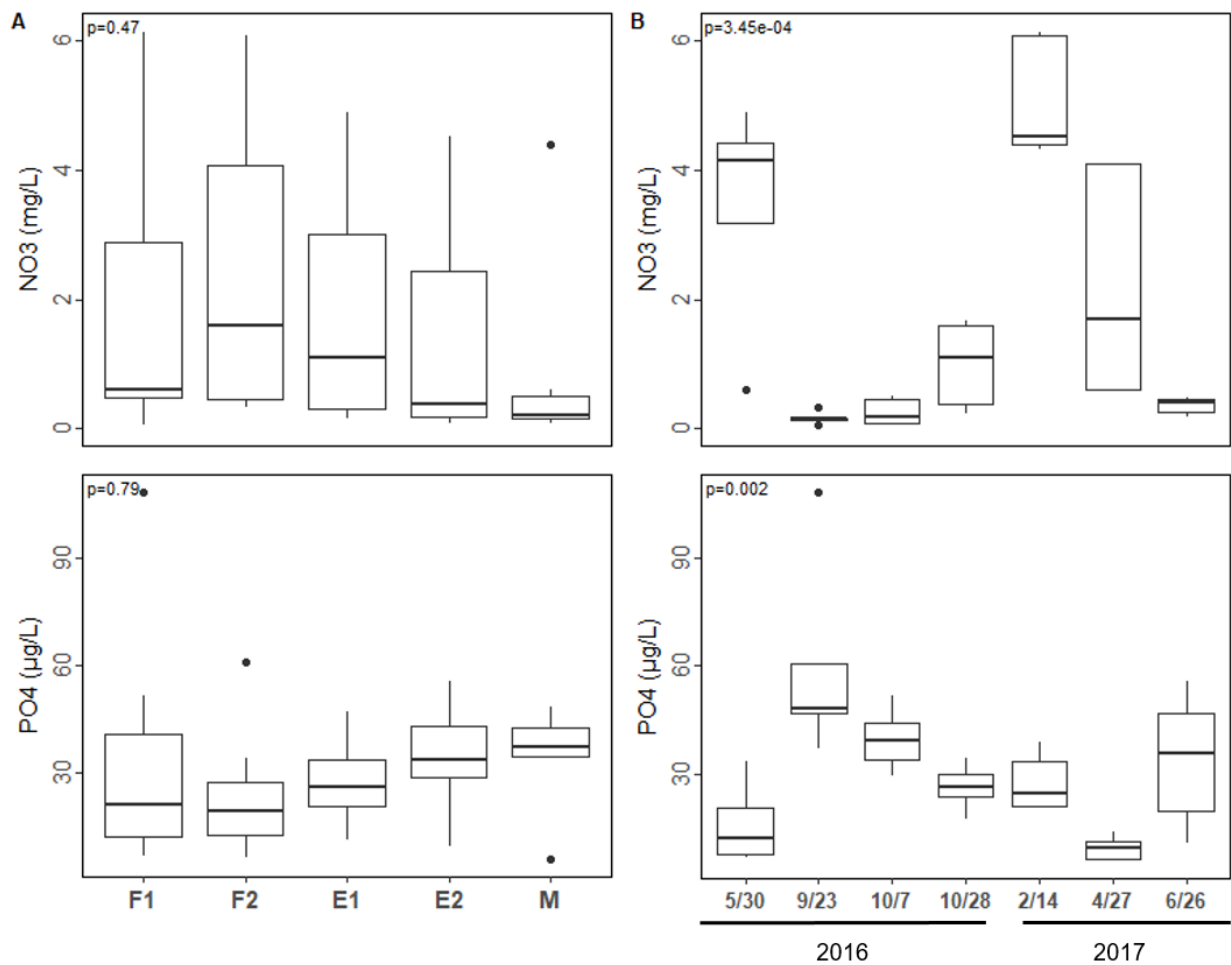 A
p=0.47
NO3 (mg/L)
6
4
2
0
B
p=3.45e-04
NO3 (mg/L)
6
4
2
0
p=0.79
PO4 (µg/L)
90
60
30
F1 F2 E1 E2 M
p=0.002
PO4 (µg/L)
90
60
30
5/30 9/23 10/7 10/28 2/14 4/27 6/26
2016 2017